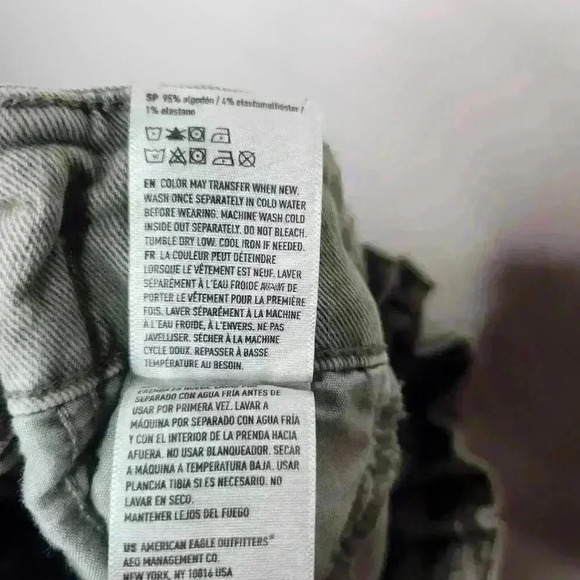 SP 95% algodón / 4% elastomultiéster /
1% elastano
EN COLOR MAY TRANSFER WHEN NEW.
WASH ONCE SEPARATELY IN COLD WATER
BEFORE WEARING. MACHINE WASH COLD
INSIDE OUT SEPARATELY. DO NOT BLEACH.
TUMBLE DRY LOW. COOL IRON IF NEEDED.
FR LA COULEUR PEUT DÉTEINDRE
LORSQUE LE VÊTEMENT EST NEUF. LAVER
SÉPARÉMENT À L'EAU FROIDE AVANT DE
PORTER LE VÊTEMENT POUR LA PREMIÈRE
FOIS. LAVER SÉPARÉMENT À LA MACHINE
À L'EAU FROIDE, À L'ENVERS. NE PAS
JAVELLISER. SÉCHER À LA MACHINE
CYCLE DOUX. REPASSER À BASSE
TEMPÉRATURE AU BESOIN.
SEPARADO CON AGUA FRÍA ANTES DE
USAR POR PRIMERA VEZ. LAVAR A
MÁQUINA POR SEPARADO CON AGUA FRÍA
Y CON EL INTERIOR DE LA PRENDA HACIA
AFUERA. NO USAR BLANQUEADOR. SECAR
A MÁQUINA A TEMPERATURA BAJA. USAR
PLANCHA TIBIA SI ES NECESARIO. NO
LAVAR EN SECO.
MANTENER LEJOS DEL FUEGO
US AMERICAN EAGLE OUTFITTERS®
AEO MANAGEMENT CO.
NEW YORK, NY 10016 USA